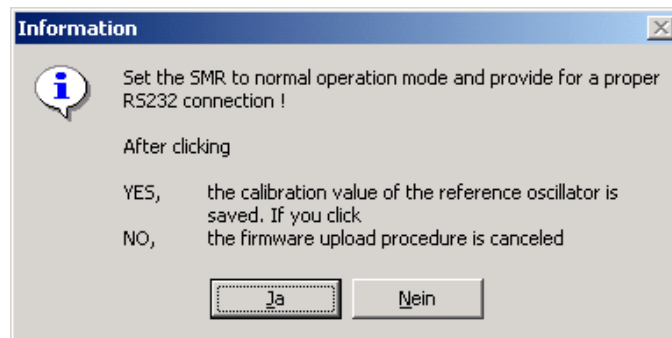 Information
Set the SMR to normal operation mode and provide for a proper
RS232 connection !
After clicking
YES, the calibration value of the reference oscillator is
saved. If you click
NO, the firmware upload procedure is canceled
Ja Nein